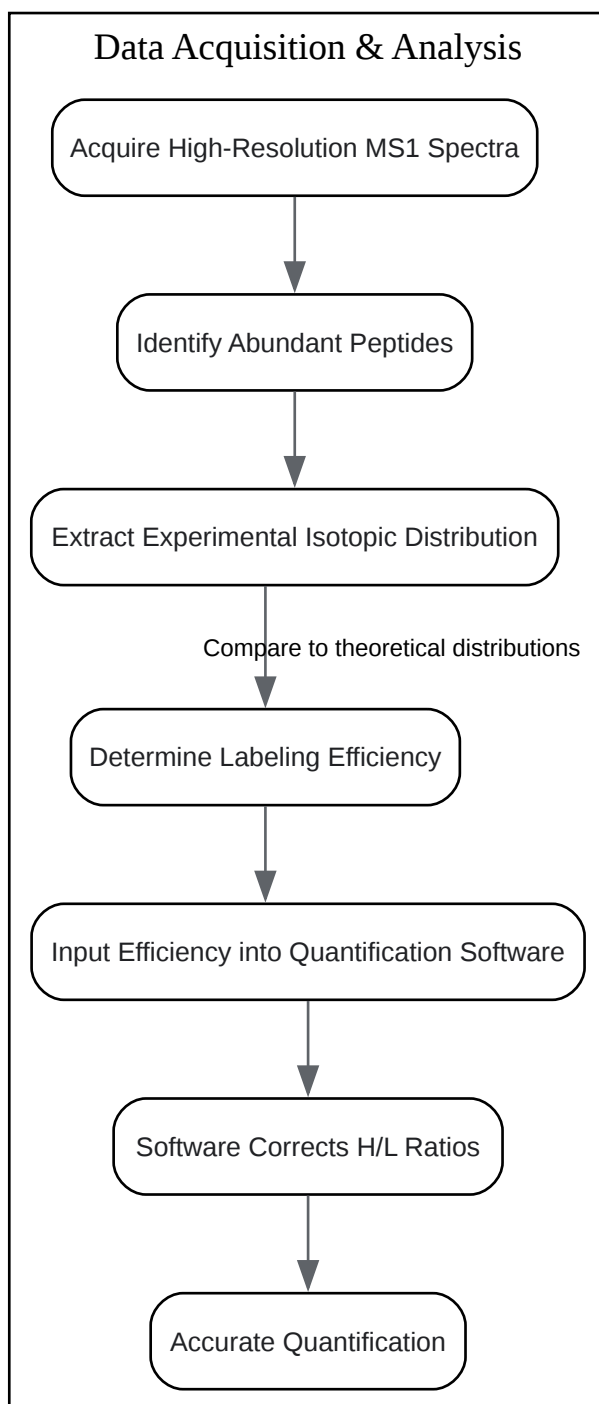 Data Acquisition & Analysis
Acquire High-Resolution MS1 Spectra
Identify Abundant Peptides
Extract Experimental Isotopic Distribution
Compare to theoretical distributions
Determine Labeling Efficiency
Input Efficiency into Quantification Software
Software Corrects H/L Ratios
Accurate Quantification